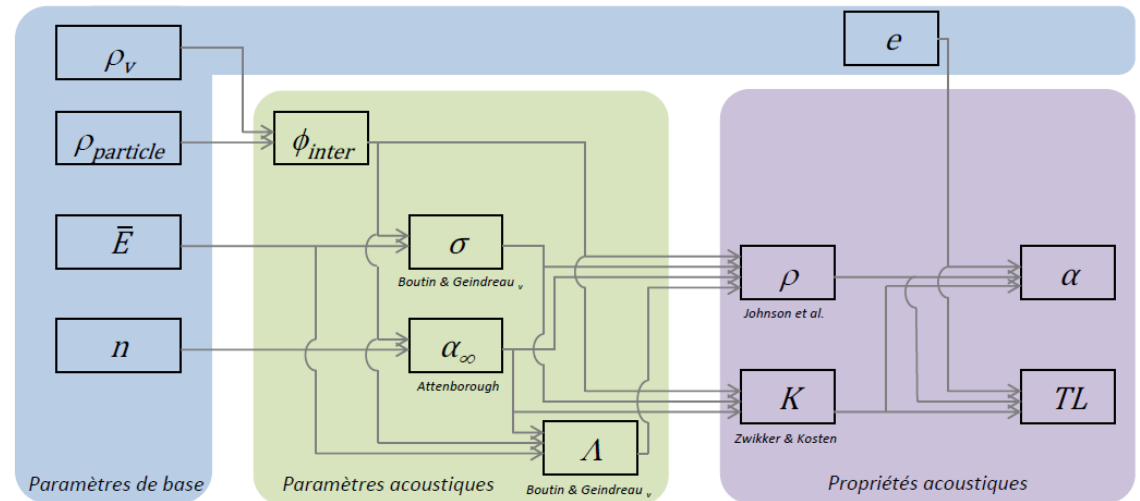 ρv
e
ρparticle
ϕinter
E̅
σ
Boutin & Geindreau v
ρ
Johnson et al.
α
n
α∞
Attenborough
K
Zwikker & Kosten
TL
Λ
Boutin & Geindreau v
Paramètres de base
Paramètres acoustiques
Propriétés acoustiques